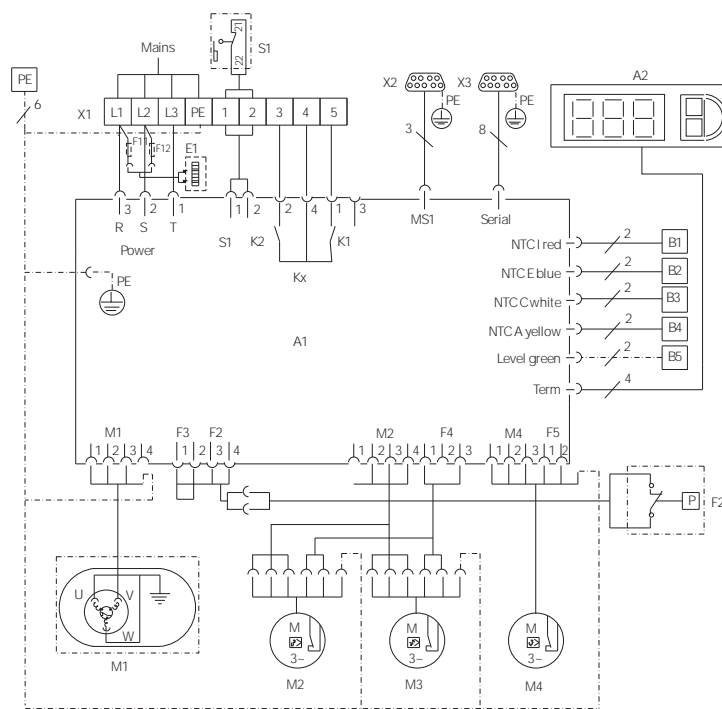 Mains
21
22
S1
X2
X3
A2
PE
6
X1
L1 L2 L3 PE 1 2 3 4 5
PE
PE
3
8
F11
F12
E1
3 2 1
1 2
2 4 1 3
R S T
S1
K2
K1
MS1
Serial
Power
Kx
PE
A1
NTC I red 2 B1
NTC E blue 2 B2
NTC C white 2 B3
NTC A yellow 2 B4
Level green 2 B5
Term 4
M1
F3 F2
M2
F4
M4
F5
1 2 3 4
1 2 3 4
1 2 3 4 1 2 3
1 2 3 1 2
P
F2
U V
W
M1
M
3~
M2
M
3~
M3
M
3~
M4